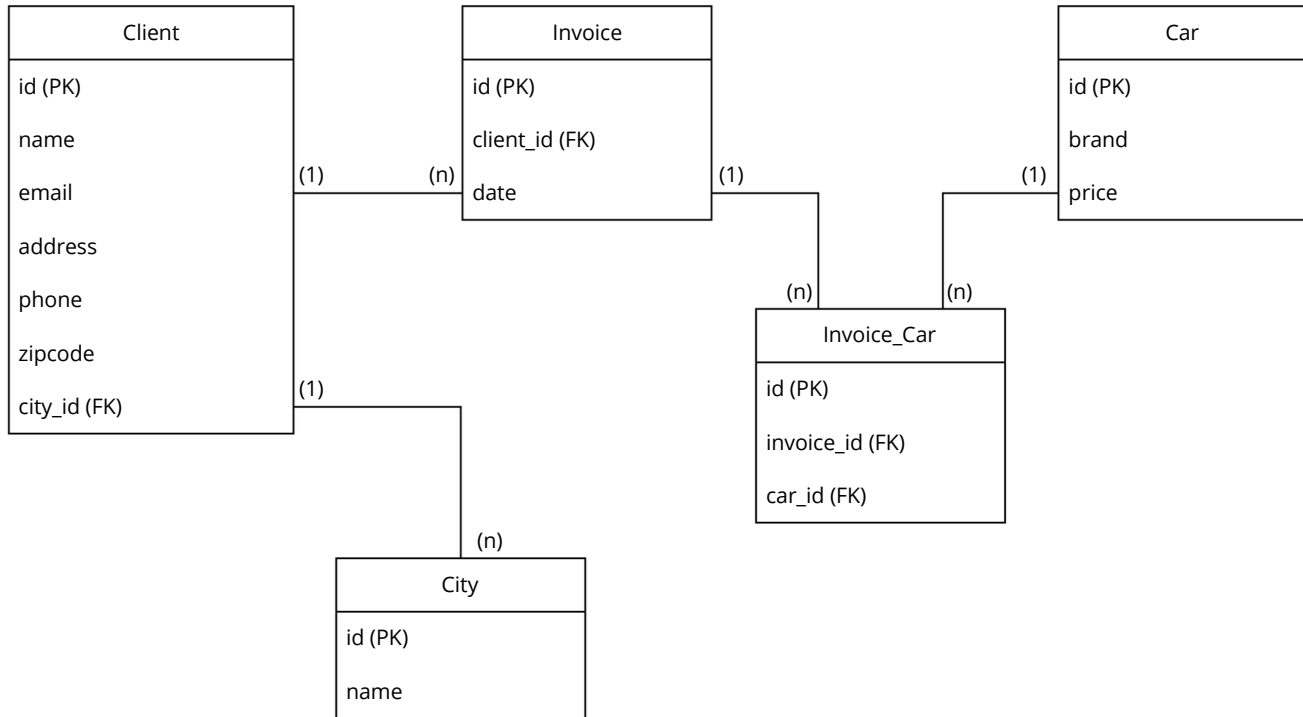 Client
id (PK)
name
email
address
phone
zipcode
city_id (FK)
(1)
(n)
Invoice
id (PK)
client_id (FK)
date
(1)
(n)
Car
id (PK)
brand
price
(1)
(n)
Invoice_Car
id (PK)
invoice_id (FK)
car_id (FK)
(1)
(n)
City
id (PK)
name